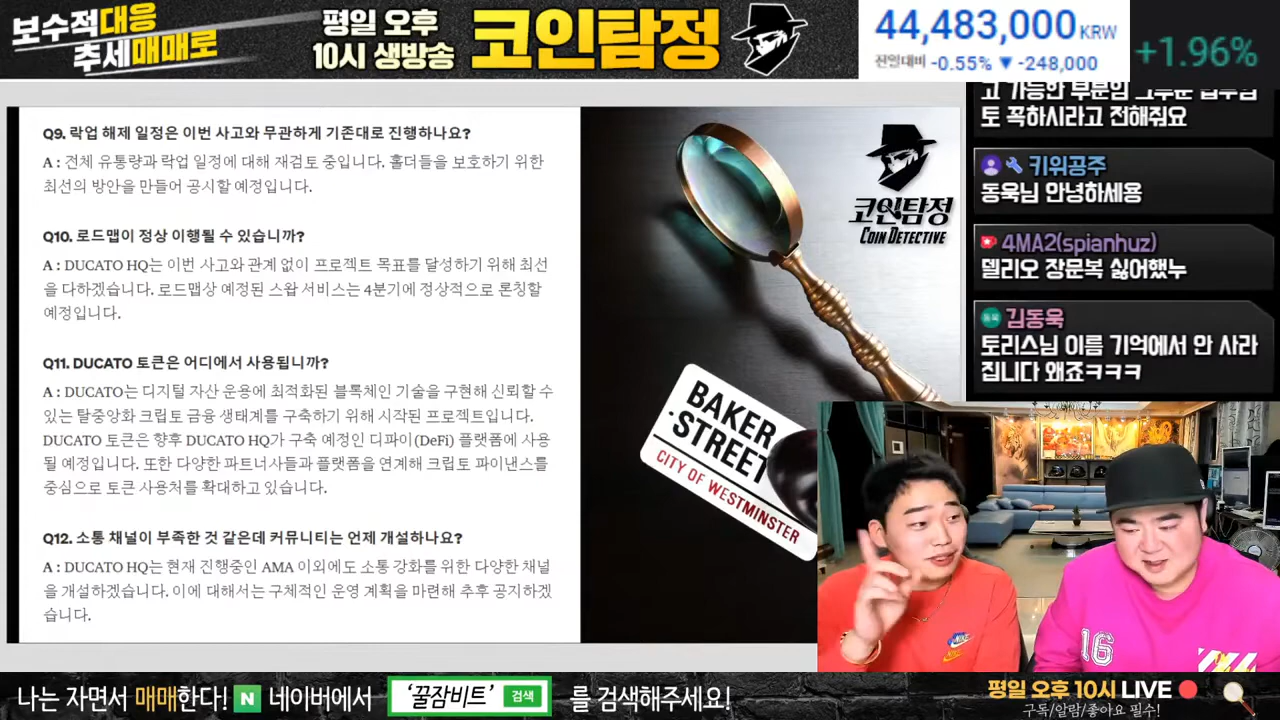 보수적대응
추세매매로
평일 오후
10시 생방송
코인탐정
44,483,000 KRW
전일대비 -0.55% ▼ -248,000
+1.96%
Q9. 락업 해제 일정은 이번 사고와 무관하게 기존대로 진행하나요?
A : 전체 유통량과 락업 일정에 대해 재검토 중입니다. 홀더들을 보호하기 위한
최선의 방안을 만들어 공시할 예정입니다.
Q10. 로드맵이 정상 이행될 수 있습니까?
A : DUCATO HQ는 이번 사고와 관계 없이 프로젝트 목표를 달성하기 위해 최선
을 다하겠습니다. 로드맵상 예정된 스왑 서비스는 4분기에 정상적으로 론칭할
예정입니다.
Q11. DUCATO 토큰은 어디에서 사용됩니까?
A : DUCATO는 디지털 자산 운용에 최적화된 블록체인 기술을 구현해 신뢰할 수
있는 탈중앙화 크립토 금융 생태계를 구축하기 위해 시작된 프로젝트입니다.
DUCATO 토큰은 향후 DUCATO HQ가 구축 예정인 디파이(DeFi) 플랫폼에 사용
될 예정입니다. 또한 다양한 파트너사들과 플랫폼을 연계해 크립토 파이낸스를
중심으로 토큰 사용처를 확대하고 있습니다.
Q12. 소통 채널이 부족한 것 같은데 커뮤니티는 언제 개설하나요?
A : DUCATO HQ는 현재 진행중인 AMA 이외에도 소통 강화를 위한 다양한 채널
을 개설하겠습니다. 이에 대해서는 구체적인 운영 계획을 마련해 추후 공지하겠
습니다.
코인탐정
COIN DETECTIVE
BAKER
STREET
CITY OF WESTMINSTER
고 가능한 부분임
토 꼭하시라고 전해줘요
키위공주
동욱님 안녕하세용
4MA2(spianhuz)
델리오 장문복 싫어했누
동욱 김동욱
토리스님 이름 기억에서 안 사라
집니다 왜죠ㅋㅋㅋ
NIKE
16
나는 자면서 매매한다! N 네이버에서 '꿀잠비트' 검색 를 검색해주세요!
평일 오후 10시 LIVE
구독/알람/좋아요 필수!